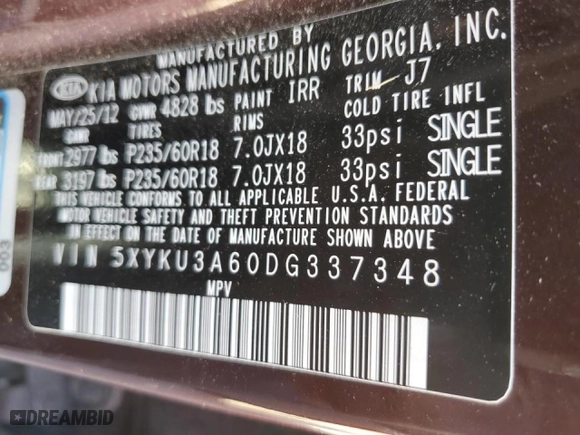 MANUFACTURED BY
KIA KIA MOTORS MANUFACTURING GEORGIA, INC.
MAY/25/12 GVWR 4828 lbs PAINT IRR TRIM J7
GAWR TIRES RIMS COLD TIRE INFL
FRONT 2977 lbs P235/60R18 7.0JX18 33psi SINGLE
REAR 3197 lbs P235/60R18 7.0JX18 33psi SINGLE
THIS VEHICLE CONFORMS TO ALL APPLICABLE U.S.A. FEDERAL
MOTOR VEHICLE SAFETY AND THEFT PREVENTION STANDARDS
IN EFFECT ON THE DATE OF MANUFACTURE SHOWN ABOVE
VIN 5XYKU3A60DG337348
MPV
003
DREAMBID